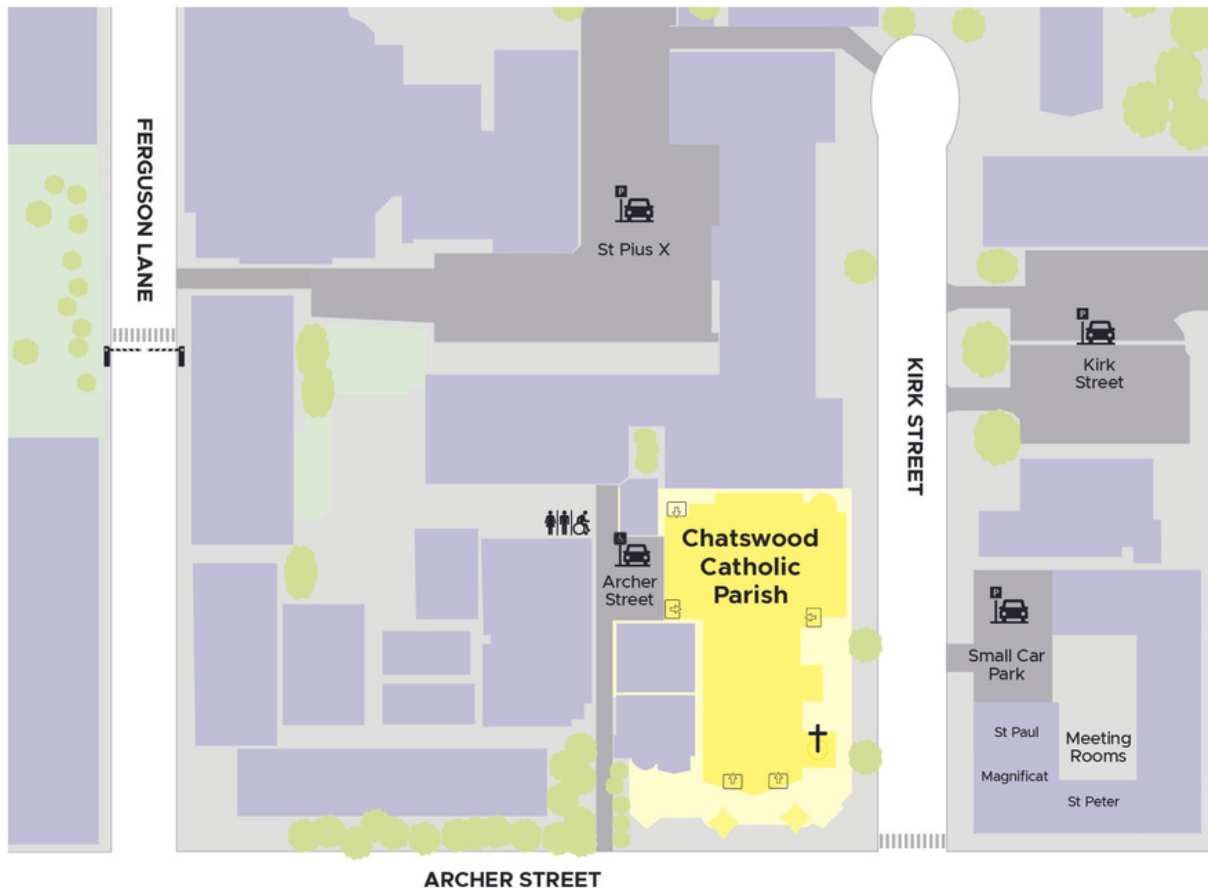 FERGUSON LANE
P
St Pius X
P
Kirk
Street
KIRK STREET
Chatswood
Catholic
Parish
Archer
Street
P
Small Car
Park
St Paul
Magnificat
Meeting
Rooms
St Peter
ARCHER STREET